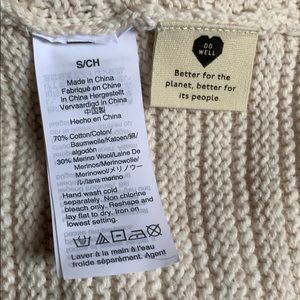 S/CH
Made in China
Fabriqué en Chine
In China Hergestellt
Vervaardigd in China
中国製
Hecho en China
70% Cotton/Coton/
Baumwolle/Katoen/綿/
algodón
30% Merino Wool/Laine De
Merinos/Merinowolle/
Merinowol/メリノウー
ル/lana merino
Hand wash cold
separately. Non chlorine
bleach only. Reshape and
lay flat to dry. Iron on
lowest setting.
Laver à la main à l'eau
froide séparément. Agent
DO
WELL
Better for the
planet, better for
its people.